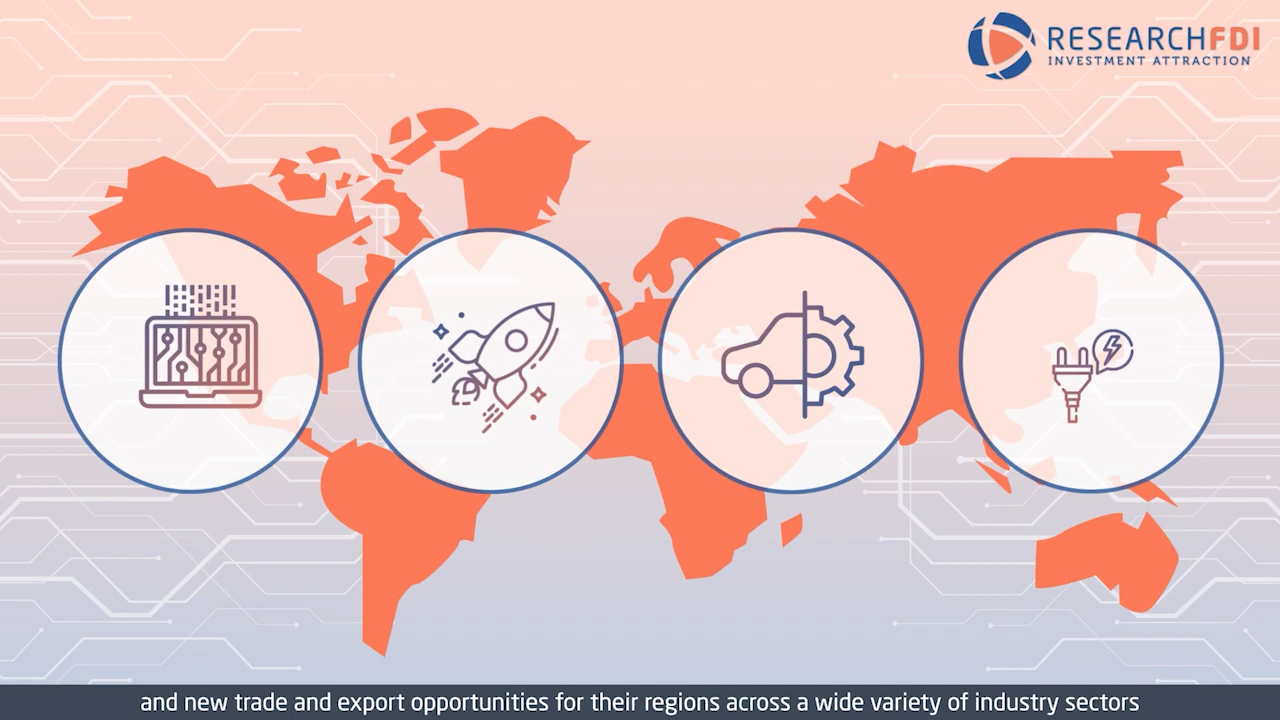 RESEARCHFDI
INVESTMENT ATTRACTION
and new trade and export opportunities for their regions across a wide variety of industry sectors